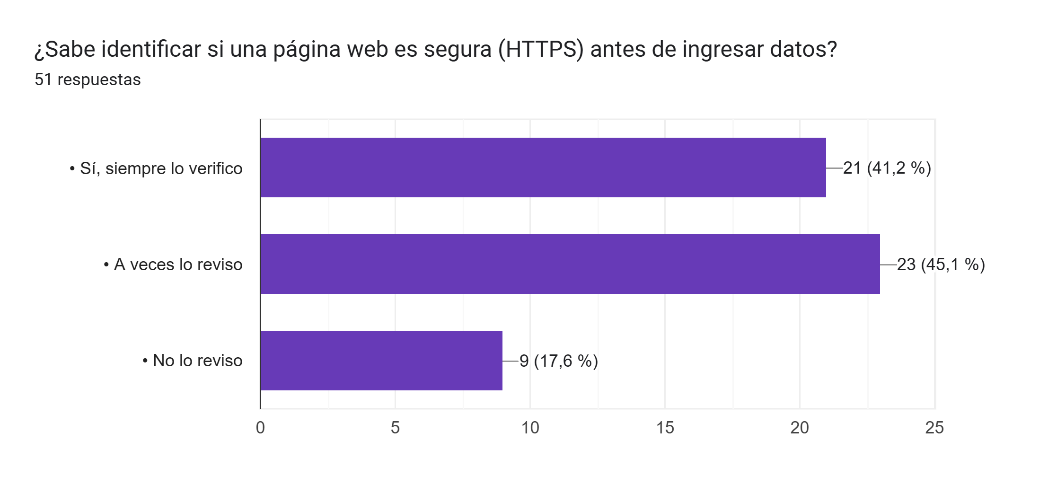 ¿Sabe identificar si una página web es segura (HTTPS) antes de ingresar datos?
51 respuestas
• Sí, siempre lo verifico
21 (41,2 %)
• A veces lo reviso
23 (45,1 %)
• No lo reviso
9 (17,6 %)
0 5 10 15 20 25